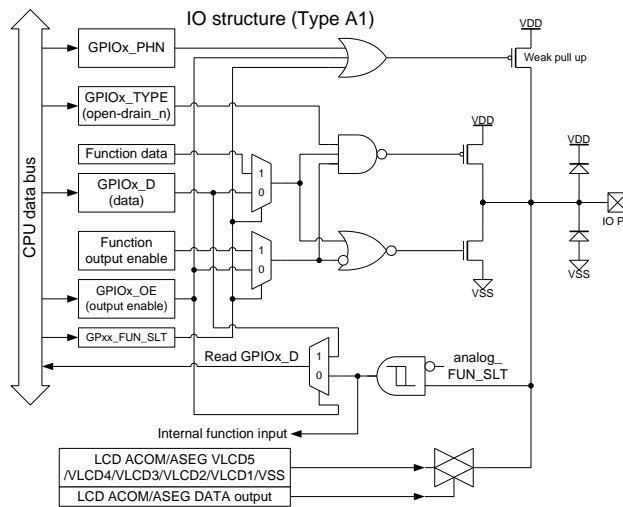 IO structure (Type A1)
VDD
GPIOx_PHN
Weak pull up
GPIOx_TYPE
(open-drain_n)
VDD
Function data
1
0
GPIOx_D
(data)
VDD
CPU data bus
IO P
Function
output enable
1
0
VSS
VSS
GPIOx_OE
(output enable)
GPxx_FUN_SLT
Read GPIOx_D
1
0
analog_
FUN_SLT
Internal function input
LCD ACOM/ASEG VLCD5
/VLCD4/VLCD3/VLCD2/VLCD1/VSS
LCD ACOM/ASEG DATA output